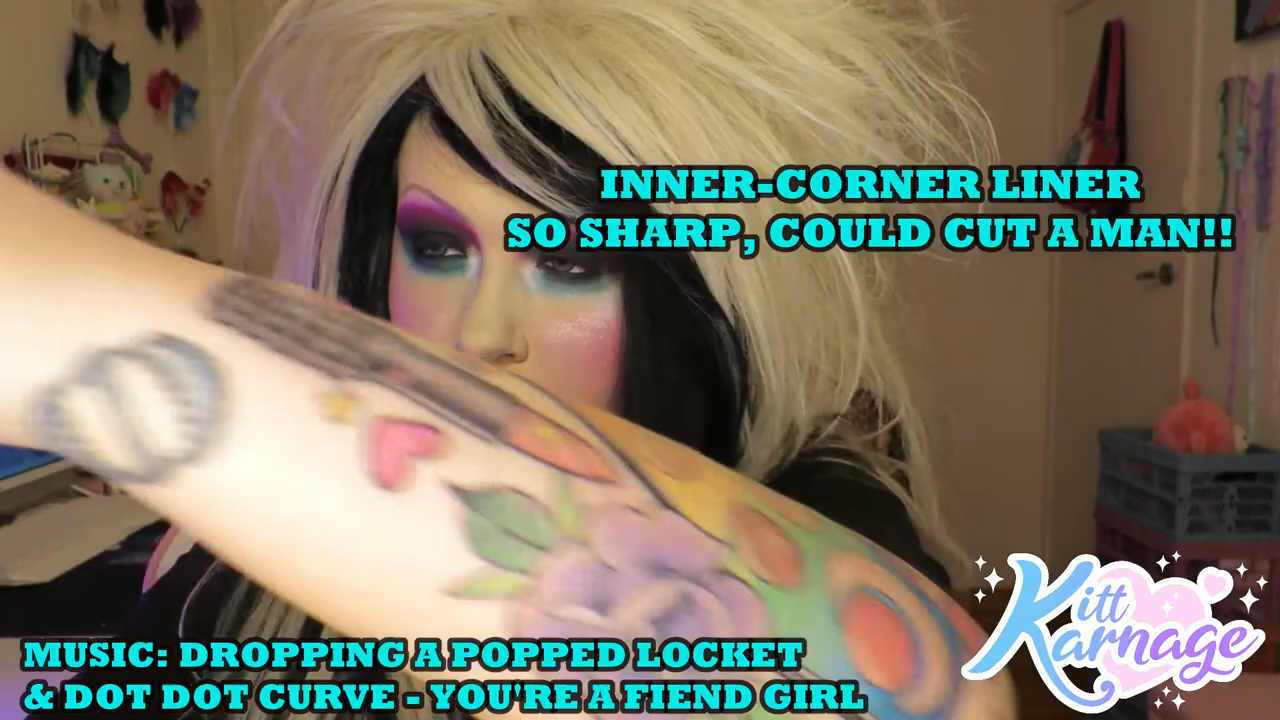 INNER-CORNER LINER
SO SHARP, COULD CUT A MAN!!
MUSIC: DROPPING A POPPED LOCKET
& DOT DOT CURVE - YOU'RE A FIEND GIRL
Kitt
Karnage